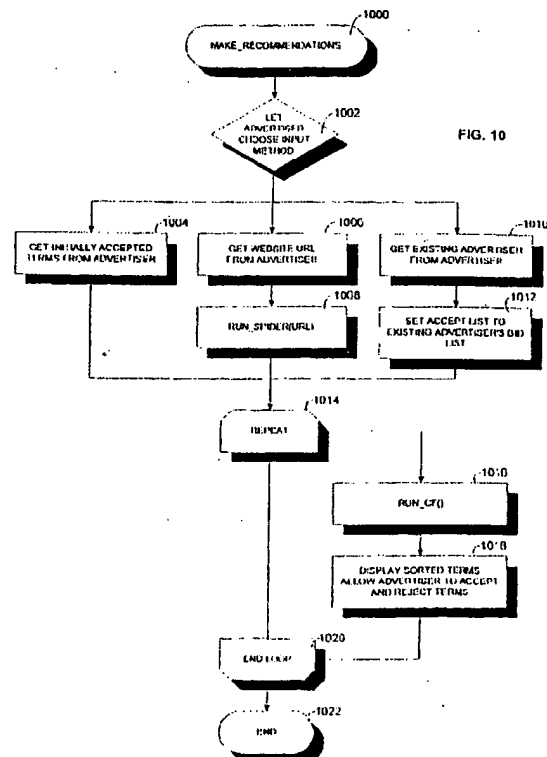 1000
MAKE_RECOMMENDATIONS
1002
LET
ADVERTISER
CHOOSE INPUT
METHOD
FIG. 10
1004
GET INITIALLY ACCEPTED
TERMS FROM ADVERTISER
1006
GET WEBSITE URL
FROM ADVERTISER
1010
GET EXISTING ADVERTISER
FROM ADVERTISER
1008
RUN_SPIDER(URL)
1012
SET ACCEPT LIST TO
EXISTING ADVERTISER'S BID
LIST
1014
REPEAT
1016
RUN_CF()
1018
DISPLAY SORTED TERMS
ALLOW ADVERTISER TO ACCEPT
AND REJECT TERMS
1020
END LOOP
1022
END